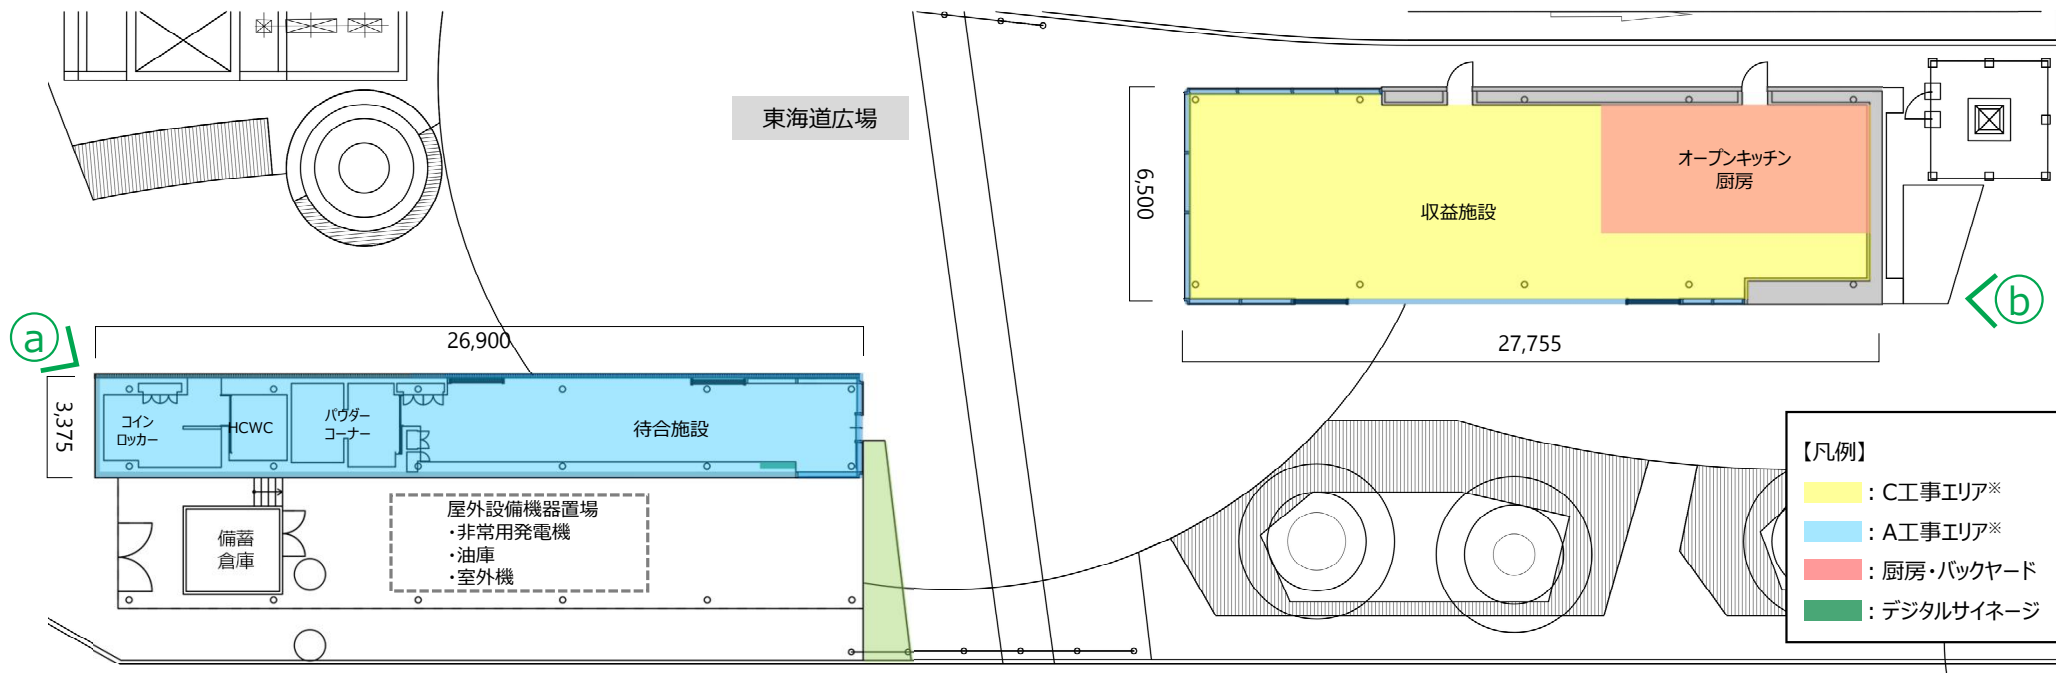 東海道広場
6,500
オープンキッチン
厨房
収益施設
27,755
b
a
26,900
3,375
コイン
ロッカー
HCWC
パウダー
コーナー
待合施設
備蓄
倉庫
屋外設備機器置場
・非常用発電機
・油庫
・室外機
【凡例】
：C工事エリア※
：A工事エリア※
：厨房・バックヤード
：デジタルサイネージ